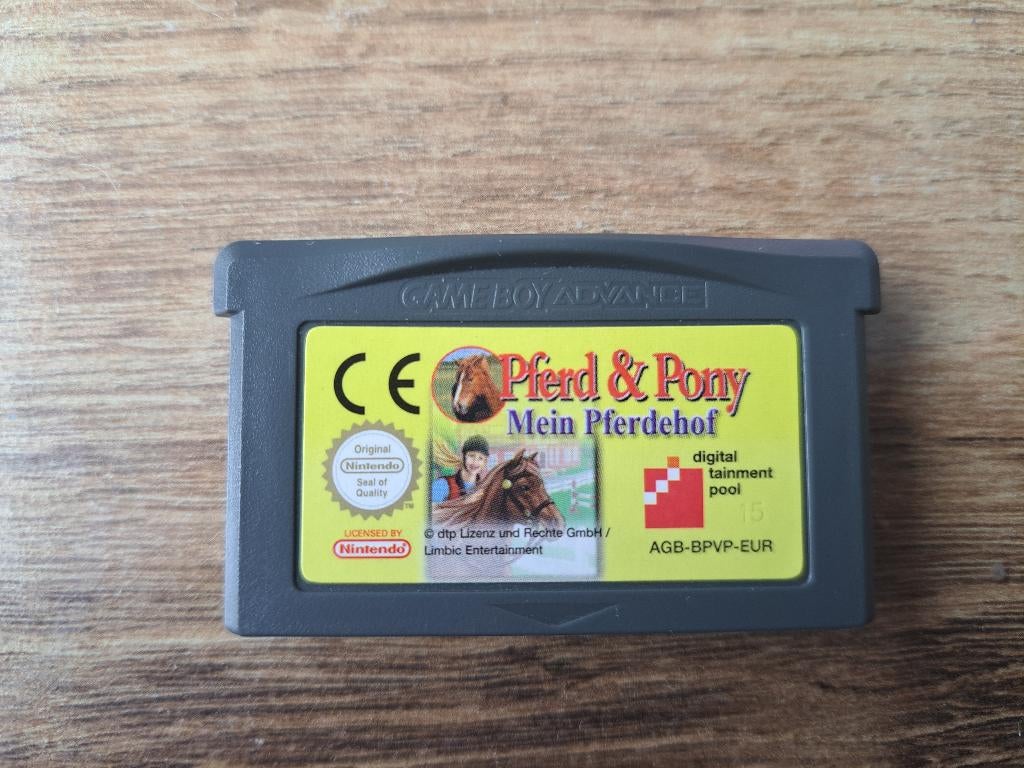 GAME BOY ADVANCE
CE
Pferd & Pony
Mein Pferdehof
Original
Nintendo
Seal of
Quality
TM
digital
tainment
pool
15
LICENSED BY
Nintendo®
© dtp Lizenz und Rechte GmbH /
Limbic Entertainment
AGB-BPVP-EUR